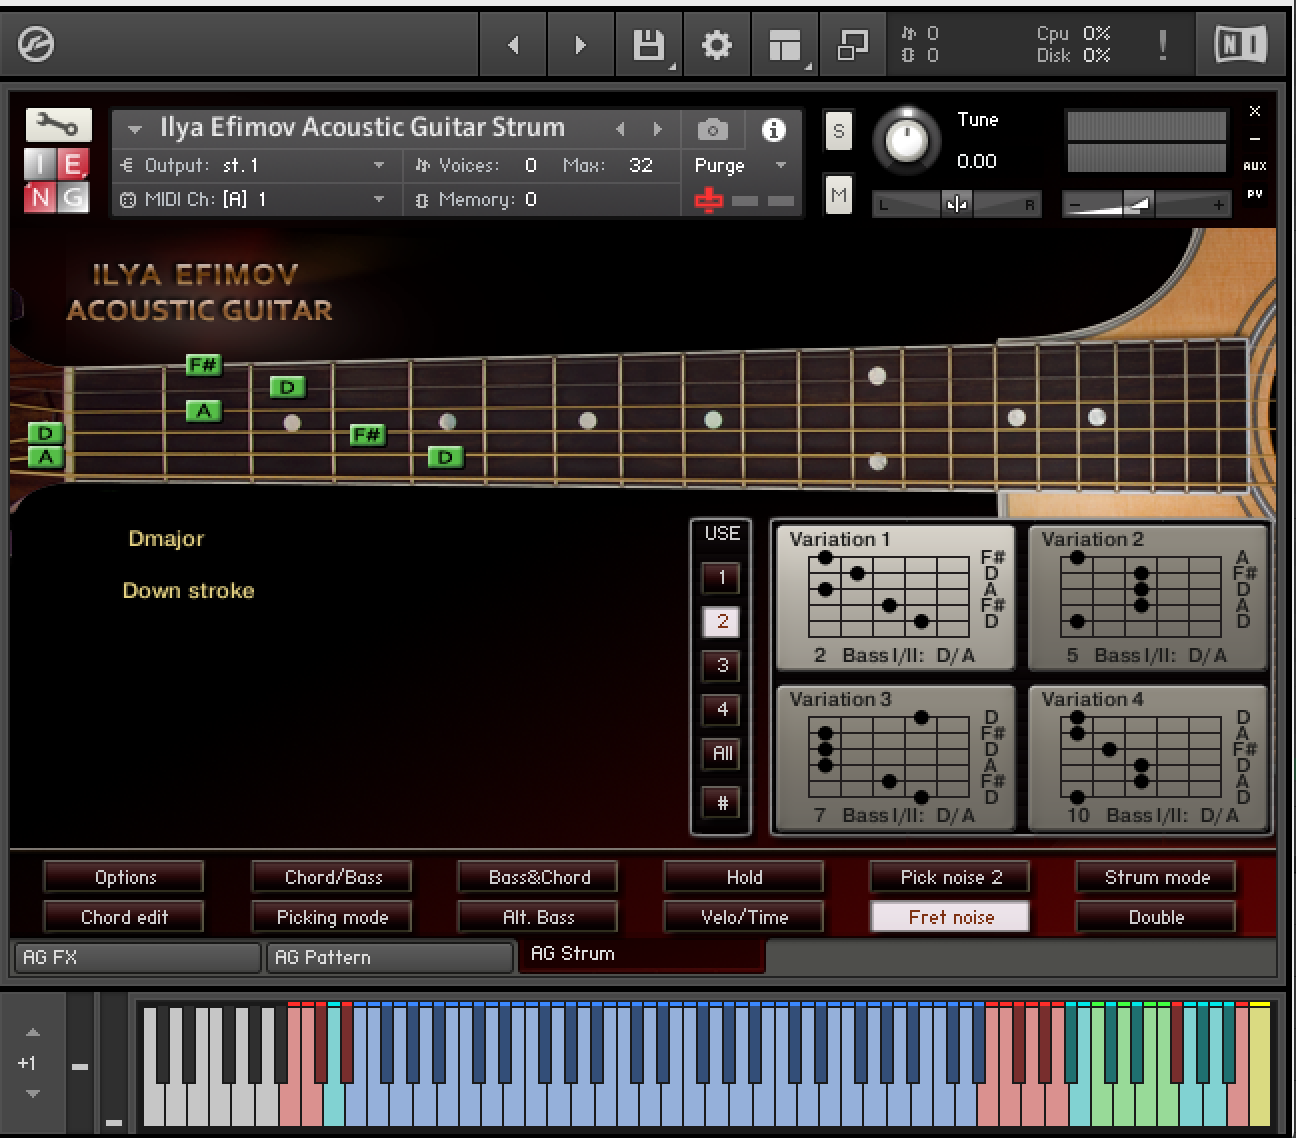 0 Cpu 0%
0 Disk 0% ! NI
Ilya Efimov Acoustic Guitar Strum i S Tune X
–
I E Output: st.1 Voices: 0 Max: 32 Purge 0.00 AUX
N G MIDI Ch: [A] 1 Memory: 0 M L R - + PV
ILYA EFIMOV
ACOUSTIC GUITAR
F#
D
A
D F#
A D
Dmajor
Down stroke
USE
1
2
3
4
All
#
Variation 1
F#
D
A
F#
D
2 Bass I/II: D/A
Variation 2
A
F#
D
A
D
5 Bass I/II: D/A
Variation 3
D
F#
D
A
F#
D
7 Bass I/II: D/A
Variation 4
D
A
F#
D
A
D
10 Bass I/II: D/A
Options Chord/Bass Bass&Chord Hold Pick noise 2 Strum mode
Chord edit Picking mode Alt. Bass Velo/Time Fret noise Double
AG FX AG Pattern AG Strum
+1